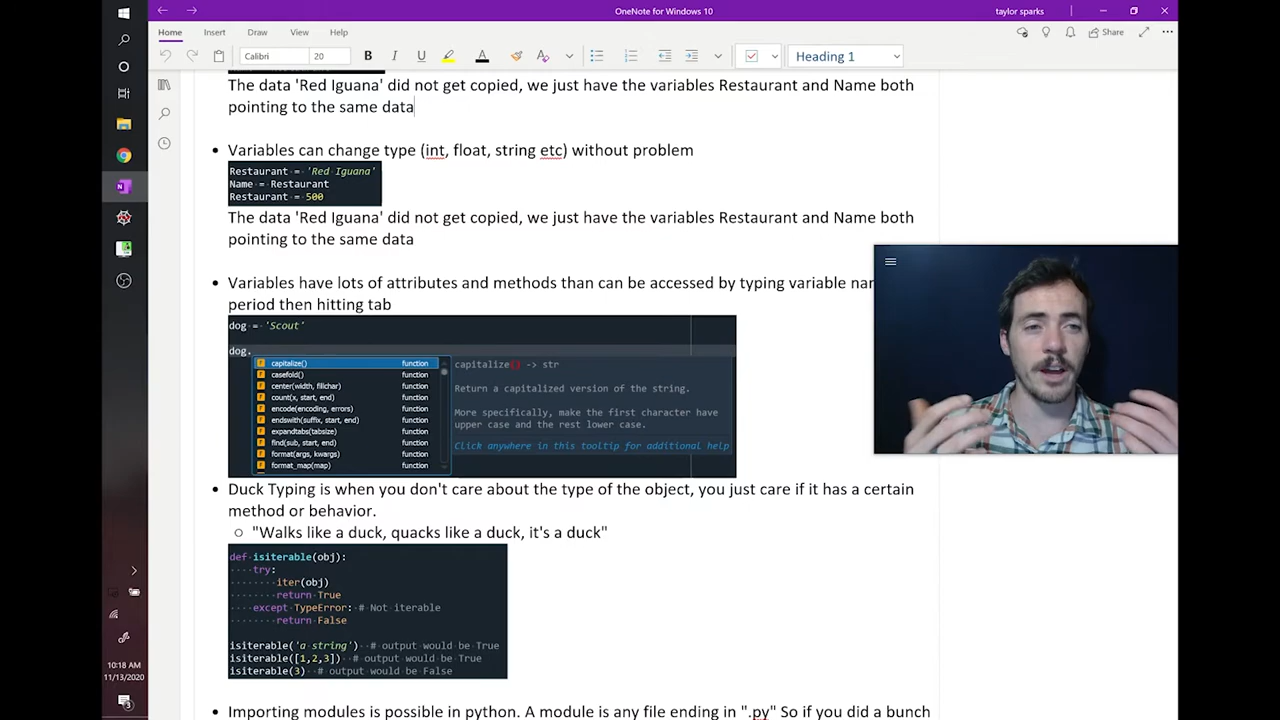 OneNote for Windows 10
taylor sparks
Home
Insert
Draw
View
Help
Share
Calibri
20
B
I
U
A
Heading 1
The data 'Red Iguana' did not get copied, we just have the variables Restaurant and Name both
pointing to the same data
• Variables can change type (int, float, string etc) without problem
Restaurant = 'Red Iguana'
Name = Restaurant
Restaurant = 500
The data 'Red Iguana' did not get copied, we just have the variables Restaurant and Name both
pointing to the same data
• Variables have lots of attributes and methods than can be accessed by typing variable
period then hitting tab
dog = 'Scout'
dog.
capitalize() function
casefold() function
center(width, fillchar) function
count(x, start, end) function
encode(encoding, errors) function
endswith(suffix, start, end) function
expandtabs(tabsize) function
find(sub, start, end) function
format(args, kwargs) function
format_map(map) function
capitalize() -> str
Return a capitalized version of the string.
More specifically, make the first character have
upper case and the rest lower case.
Click anywhere in this tooltip for additional help
• Duck Typing is when you don't care about the type of the object, you just care if it has a certain
method or behavior.
○ "Walks like a duck, quacks like a duck, it's a duck"
def isiterable(obj):
try:
iter(obj)
return True
except TypeError: # Not iterable
return False
isiterable('a string') # output would be True
isiterable([1,2,3]) # output would be True
isiterable(3) # output would be False
• Importing modules is possible in python. A module is any file ending in ".py" So if you did a bunch
10:18 AM
11/13/2020